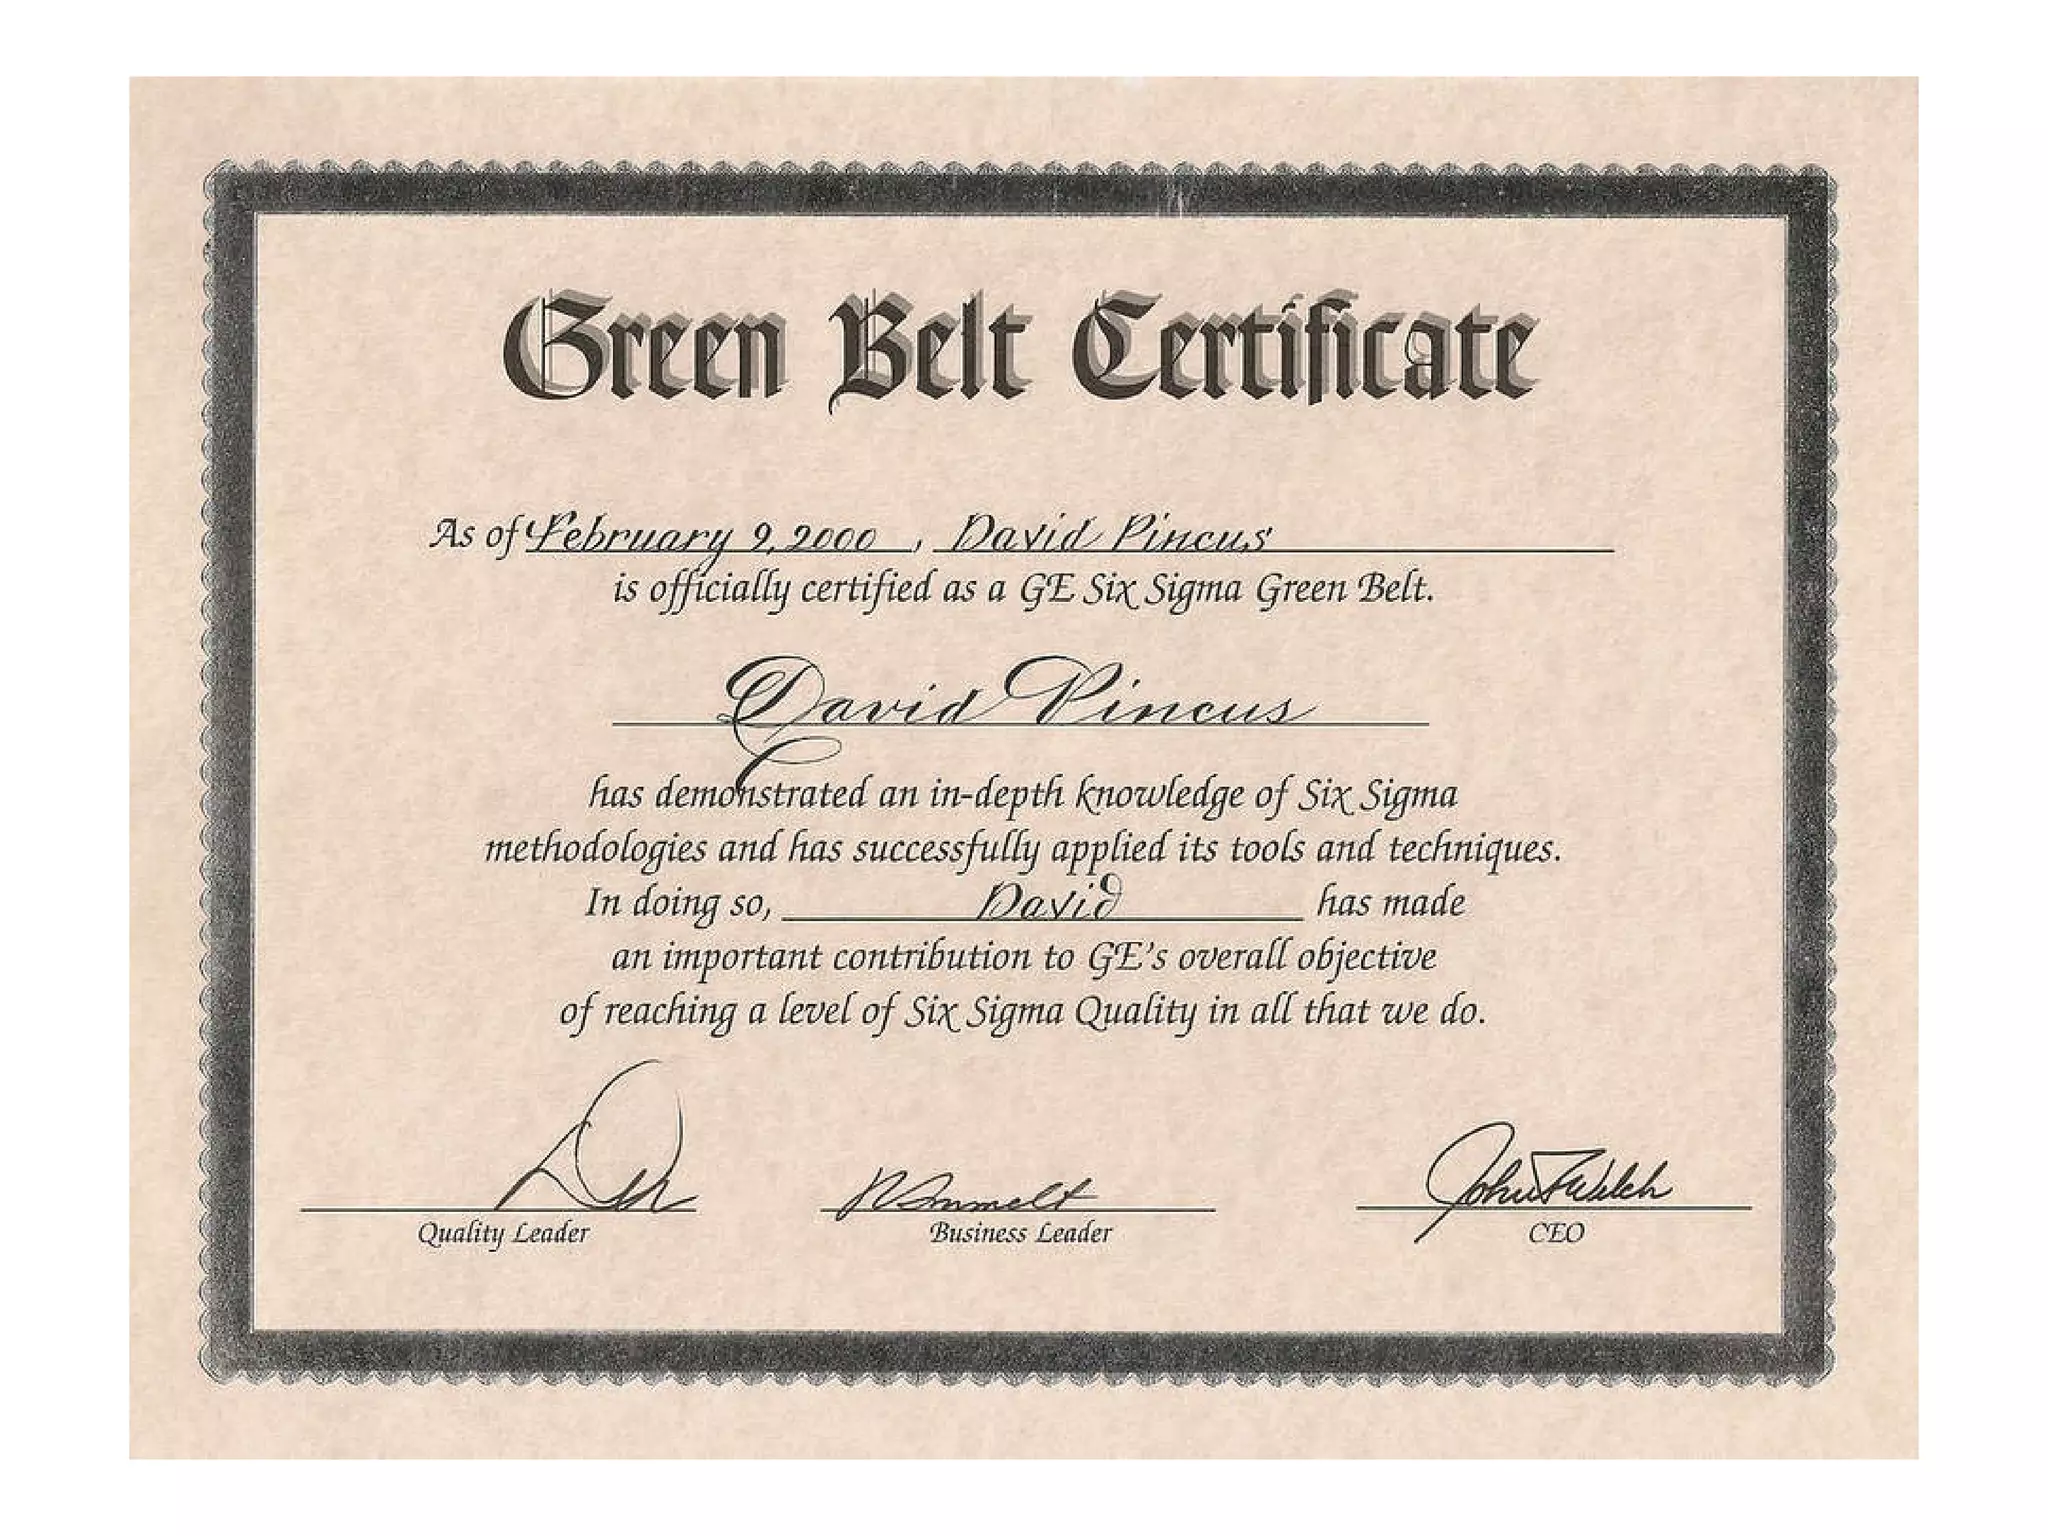 Green Belt Certificate
As of February 9, 2000, David Pincus
is officially certified as a GE Six Sigma Green Belt.
David Pincus
has demonstrated an in-depth knowledge of Six Sigma
methodologies and has successfully applied its tools and techniques.
In doing so, David has made
an important contribution to GE's overall objective
of reaching a level of Six Sigma Quality in all that we do.
Immelt John F Welch
Quality Leader Business Leader CEO